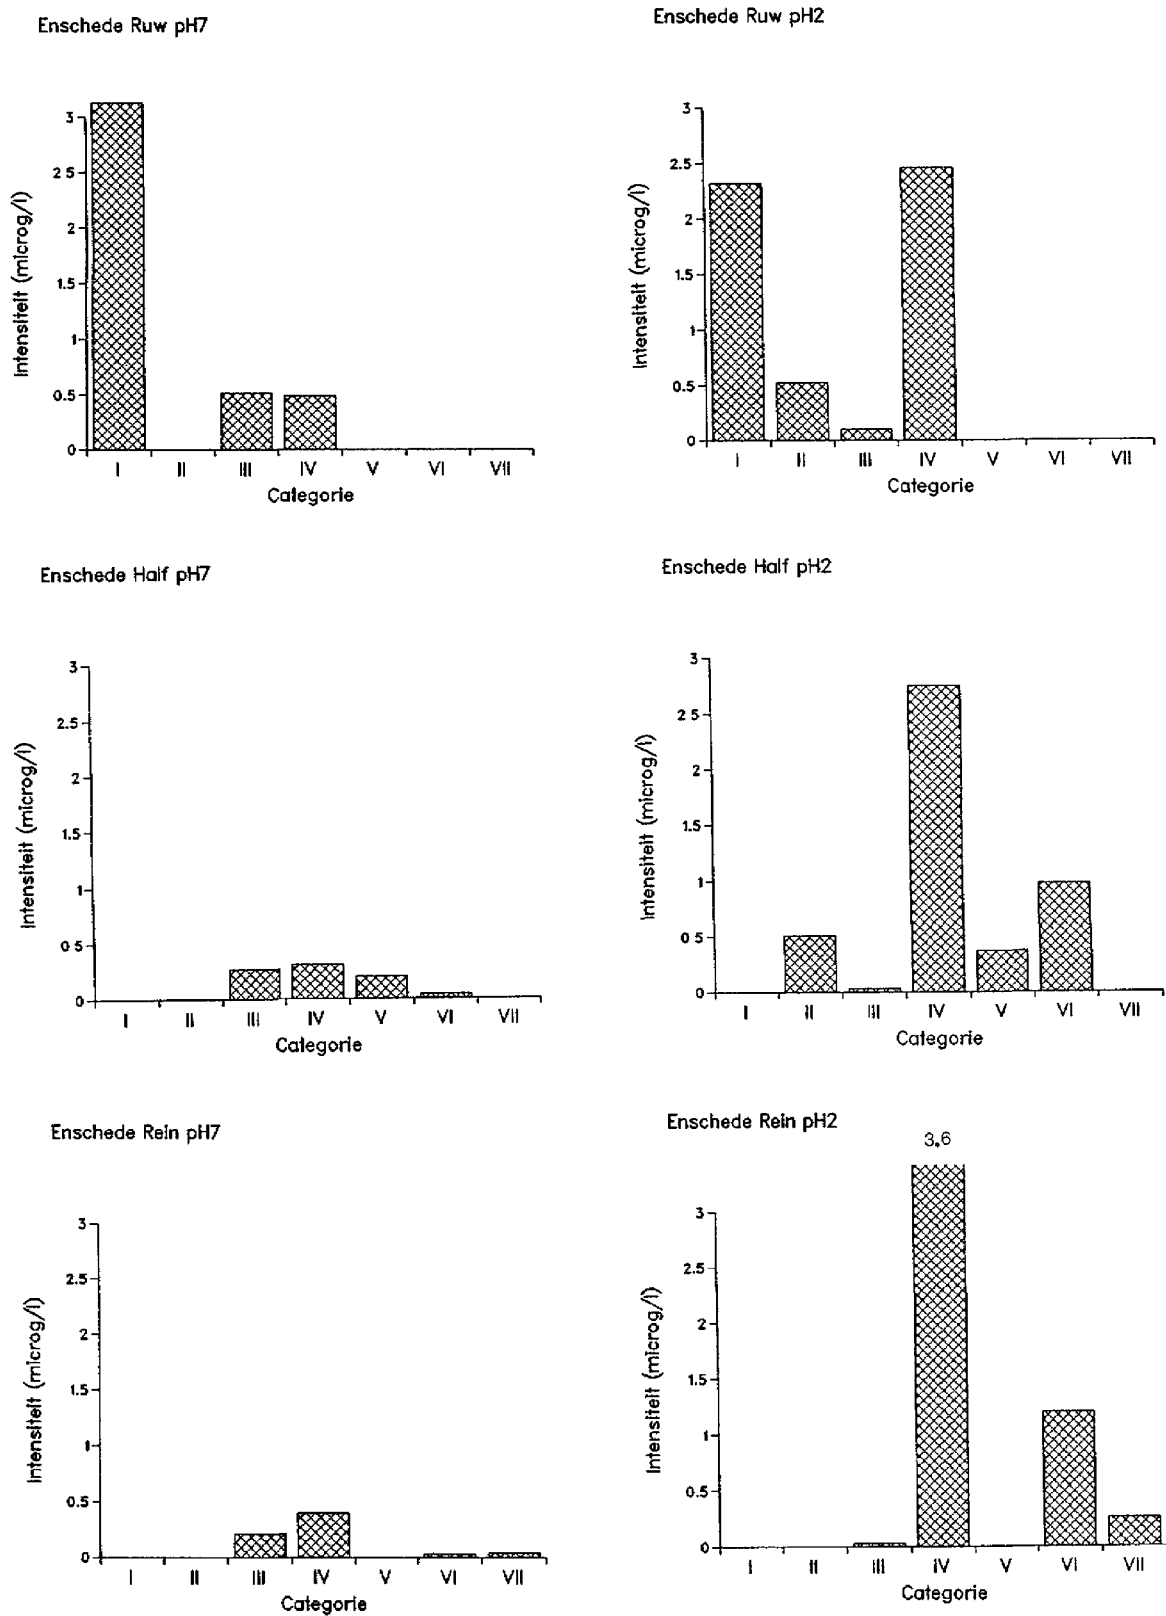 Enschede Ruw pH7
3
2 5
2
1.5
1
0.5
0
Intensiteit (microg/l)
I II III IV V VI VII
Categorie
Enschede Ruw pH2
3
2.5
2
1.5
1
0.5
0
Intensiteit (microg/l)
I II III IV V VI VII
Categorie
Enschede Half pH7
3
2.5
2
1.5
1
0 5
0
Intensiteit (microg/l)
I II III IV V VI VII
Categorie
Enschede Half pH2
3
2 5
2
1.5
1
0 5
0
Intensiteit (microg/l)
I II III IV V VI VII
Categorie
Enschede Rein pH7
3
2.5
2
1.5
1
0.5
0
Intensiteit (microg/l)
I II III IV V VI VII
Categorie
Enschede Rein pH2
3.6
3
2.5
2
1.5
1
0.5
0
Intensiteit (microg/l)
I II III IV V VI VII
Categorie